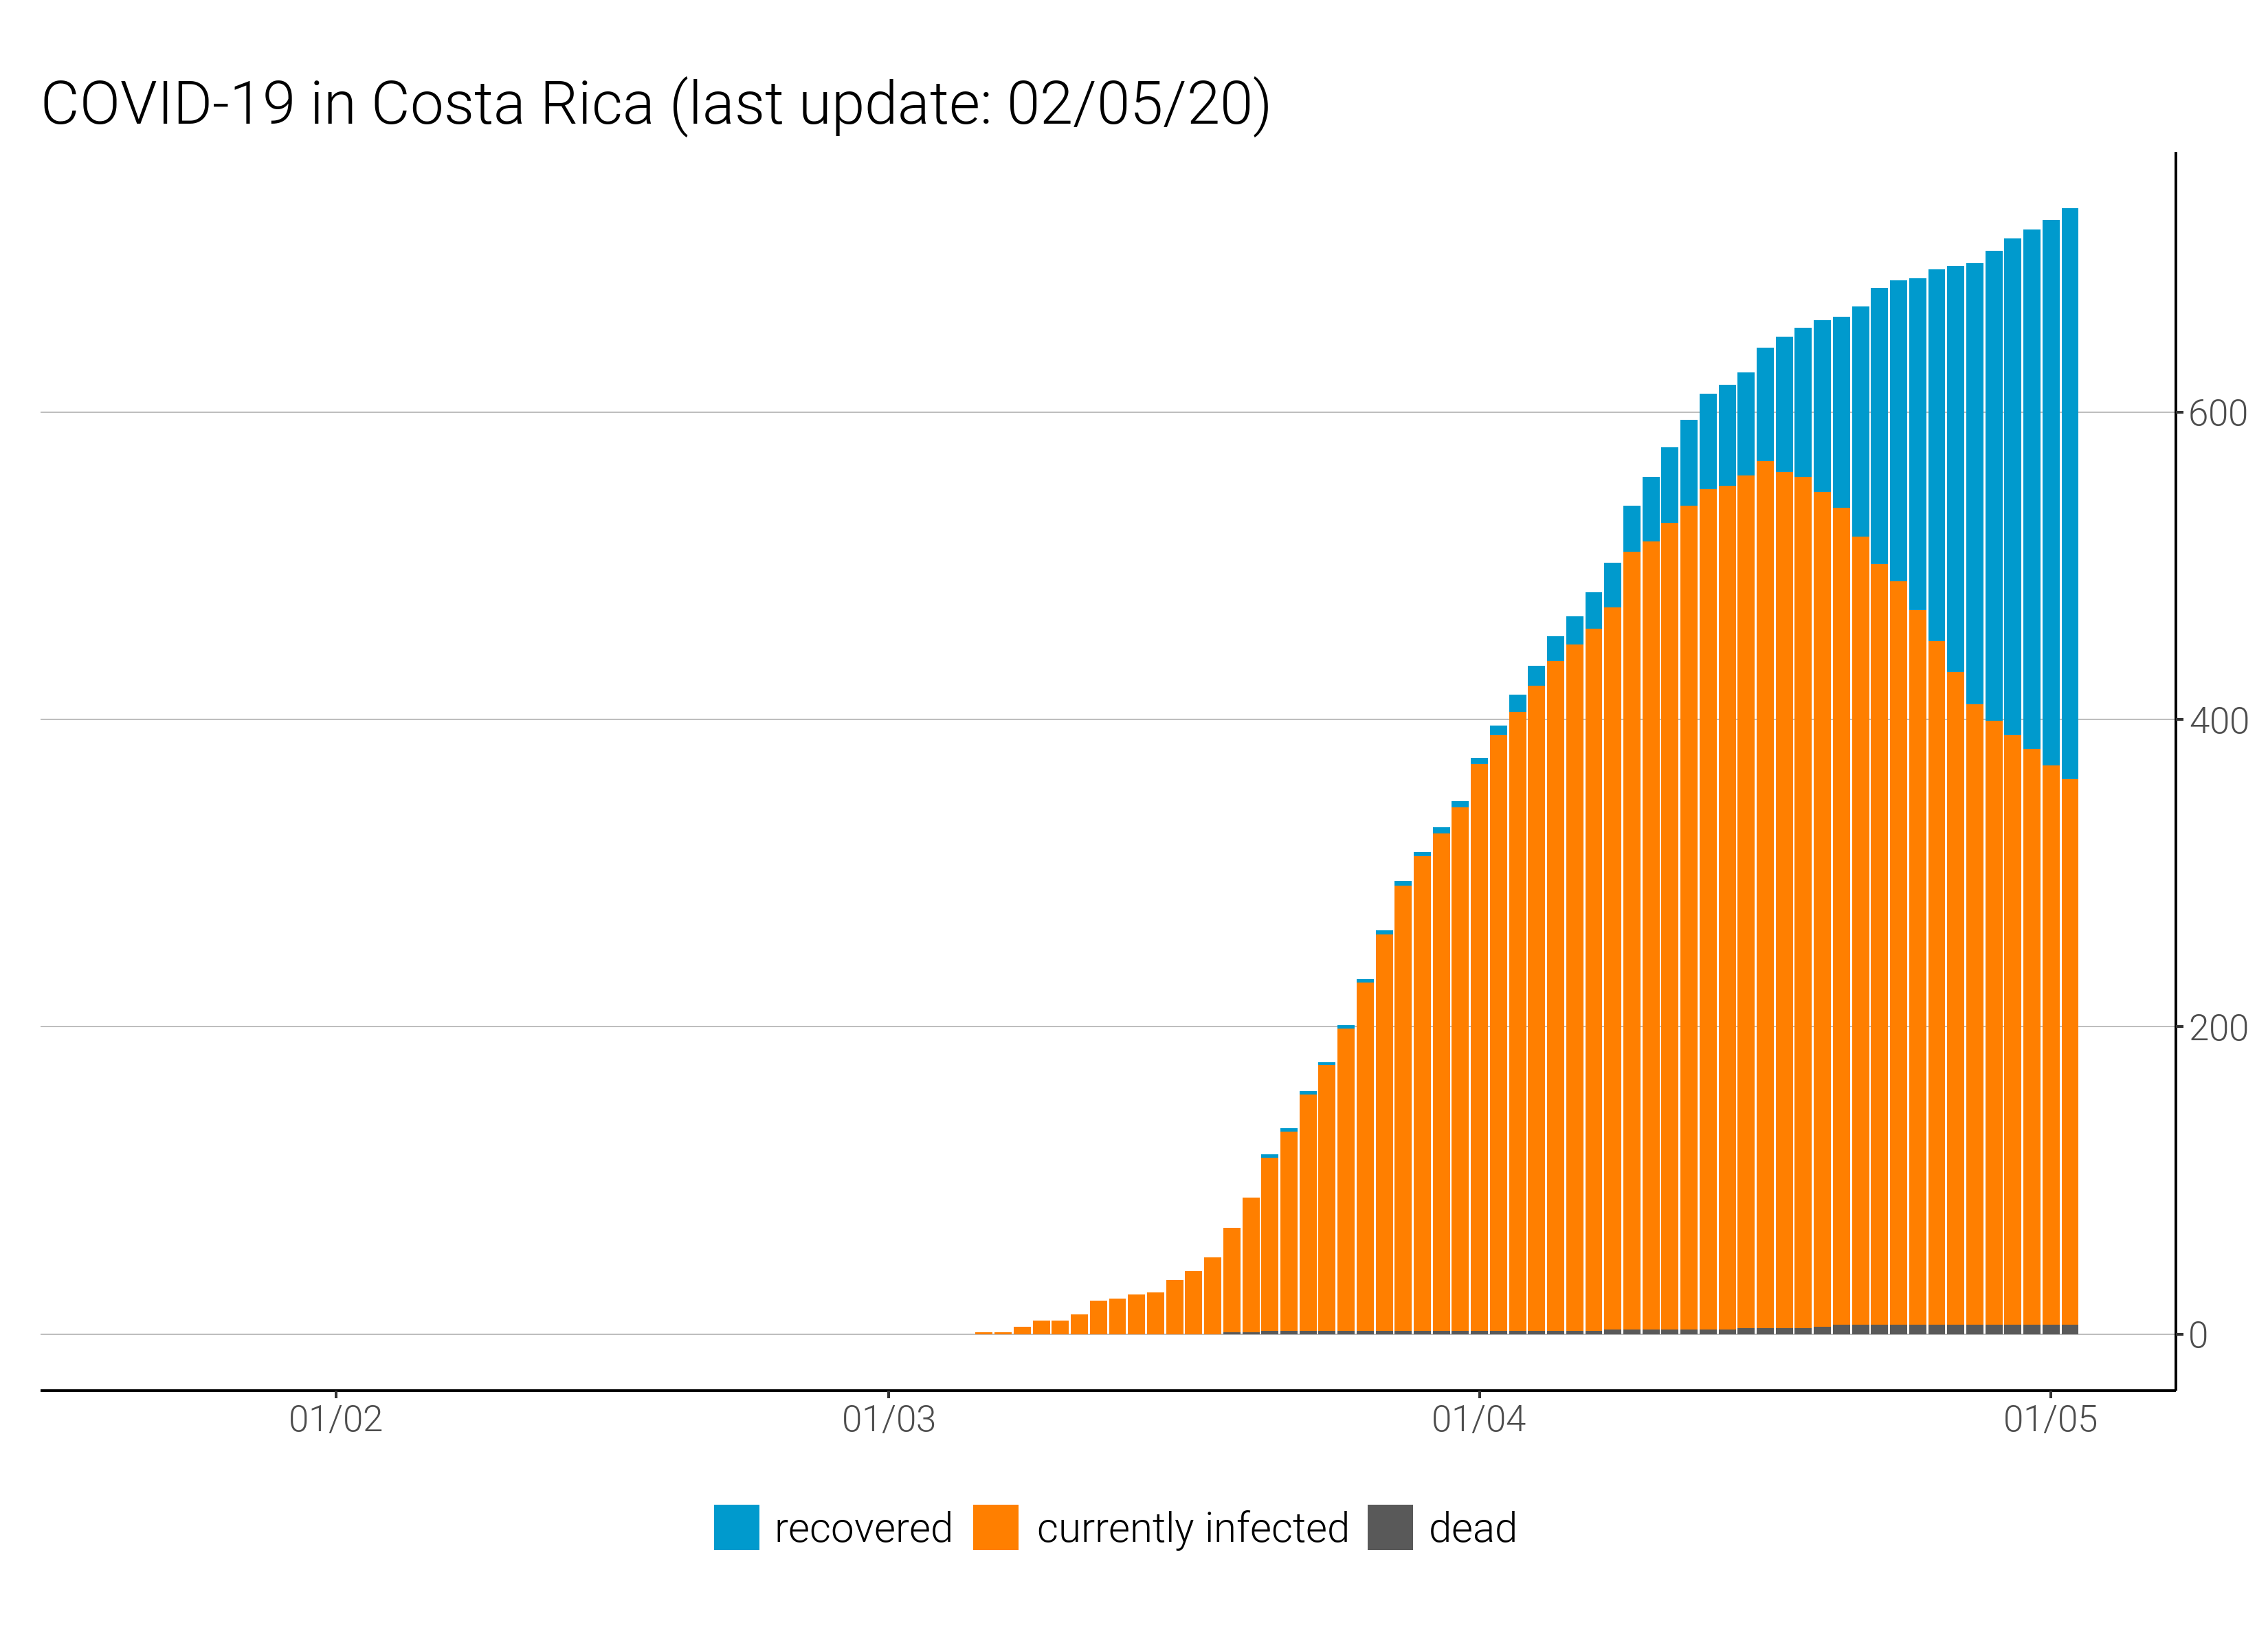 COVID-19 in Costa Rica (last update: 02/05/20)
600
400
200
0
01/02 01/03 01/04 01/05
recovered currently infected dead